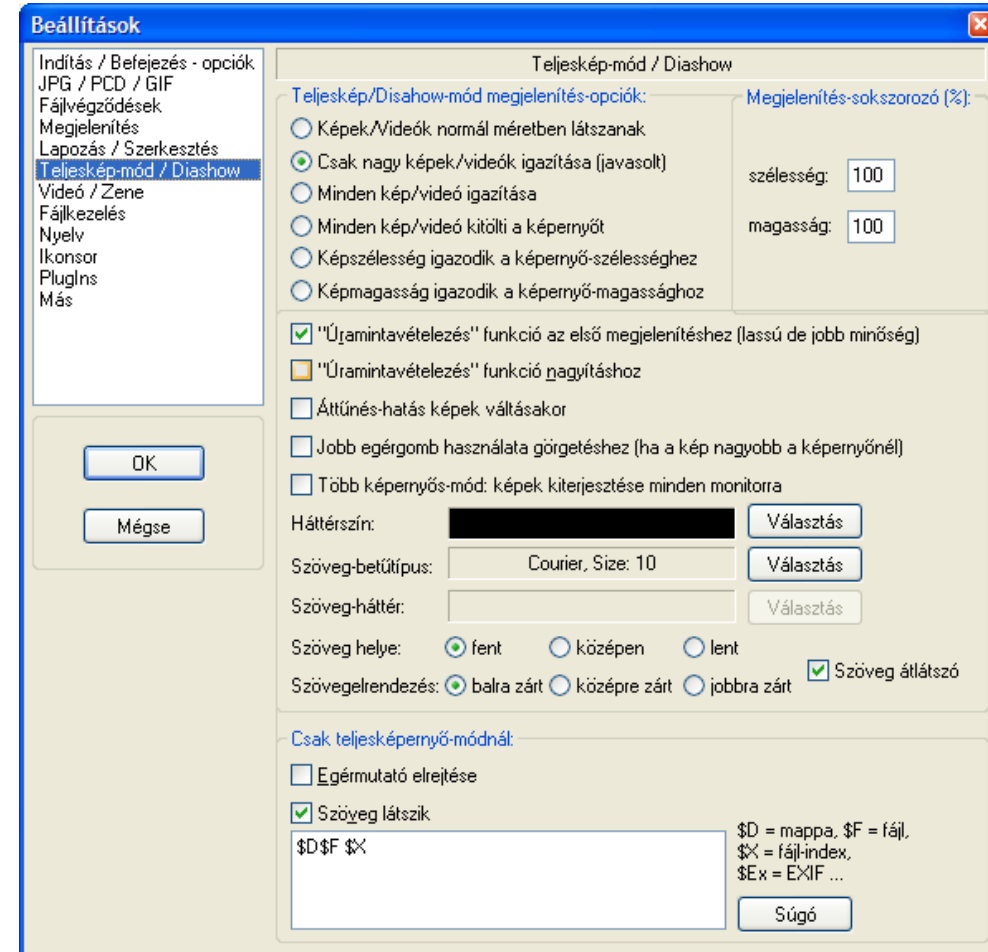 Beállítások
Indítás / Befejezés - opciók
JPG / PCD / GIF
Fájlvégződések
Megjelenítés
Lapozás / Szerkesztés
Teljeskép-mód / Diashow
Videó / Zene
Fájlkezelés
Nyelv
Ikonsor
PlugIns
Más
OK
Mégse
Teljeskép-mód / Diashow
Teljeskép/Disahow-mód megjelenítés-opciók:
Képek/Videók normál méretben látszanak
Csak nagy képek/videók igazítása (javasolt)
Minden kép/videó igazítása
Minden kép/videó kitölti a képernyőt
Képszélesség igazodik a képernyő-szélességhez
Képmagasság igazodik a képernyő-magassághoz
Megjelenítés-sokszorozó (%):
szélesség: 100
magasság: 100
"Úramintavételezés" funkció az első megjelenítéshez (lassú de jobb minőség)
"Úramintavételezés" funkció nagyításhoz
Áttűnés-hatás képek váltásakor
Jobb egérgomb használata görgetéshez (ha a kép nagyobb a képernyőnél)
Több képernyős-mód: képek kiterjesztése minden monitorra
Háttérszín: Választás
Szöveg-betűtípus: Courier, Size: 10 Választás
Szöveg-háttér: Választás
Szöveg helye: fent középen lent
Szöveg átlátszó
Szövegelrendezés: balra zárt középre zárt jobbra zárt
Csak teljesképernyő-módnál:
Egérmutató elrejtése
Szöveg látszik
$D$F $X
$D = mappa, $F = fájl,
$X = fájl-index,
$Ex = EXIF ...
Súgó